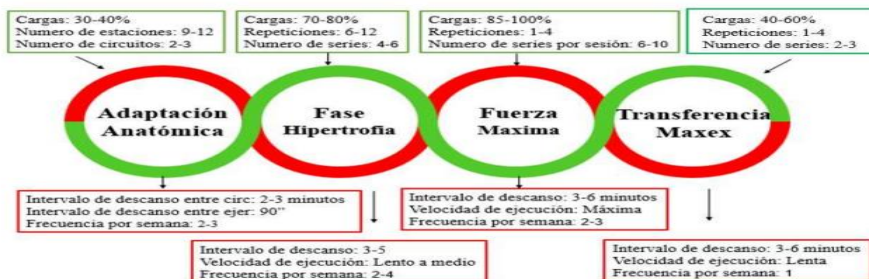 Cargas: 30-40%
Numero de estaciones: 9-12
Numero de circuitos: 2-3
Cargas: 70-80%
Repeticiones: 6-12
Numero de series: 4-6
Cargas: 85-100%
Repeticiones: 1-4
Numero de series por sesión: 6-10
Cargas: 40-60%
Repeticiones: 1-4
Numero de series: 2-3
Adaptación
Anatómica
Fase
Hipertrofia
Fuerza
Maxima
Transferencia
Maxex
Intervalo de descanso entre circ: 2-3 minutos
Intervalo de descanso entre ejer: 90"
Frecuencia por semana: 2-3
Intervalo de descanso: 3-5
Velocidad de ejecución: Lento a medio
Frecuencia por semana: 2-4
Intervalo de descanso: 3-6 minutos
Velocidad de ejecución: Máxima
Frecuencia por semana: 2-3
Intervalo de descanso: 3-6 minutos
Velocidad de ejecución: Lenta
Frecuencia por semana: 1